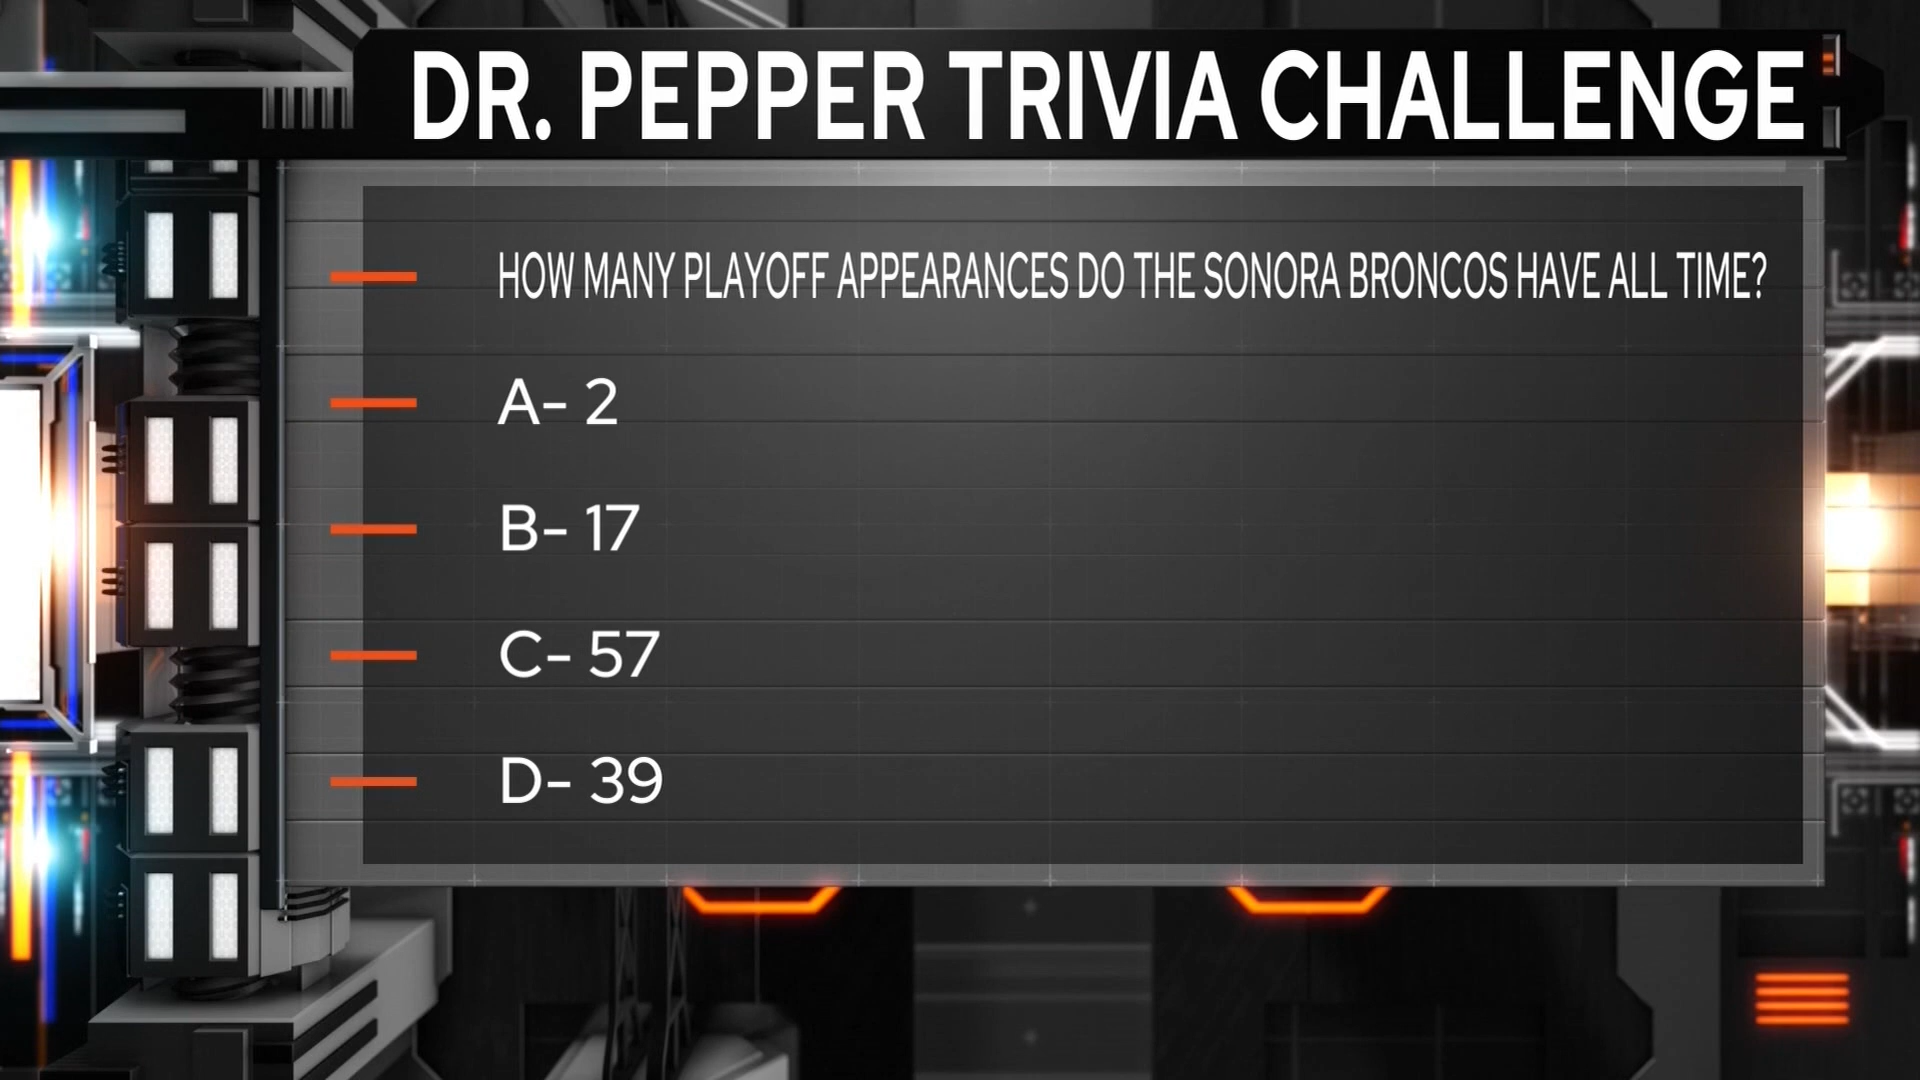 DR. PEPPER TRIVIA CHALLENGE
HOW MANY PLAYOFF APPEARANCES DO THE SONORA BRONCOS HAVE ALL TIME?
A- 2
B- 17
C- 57
D- 39